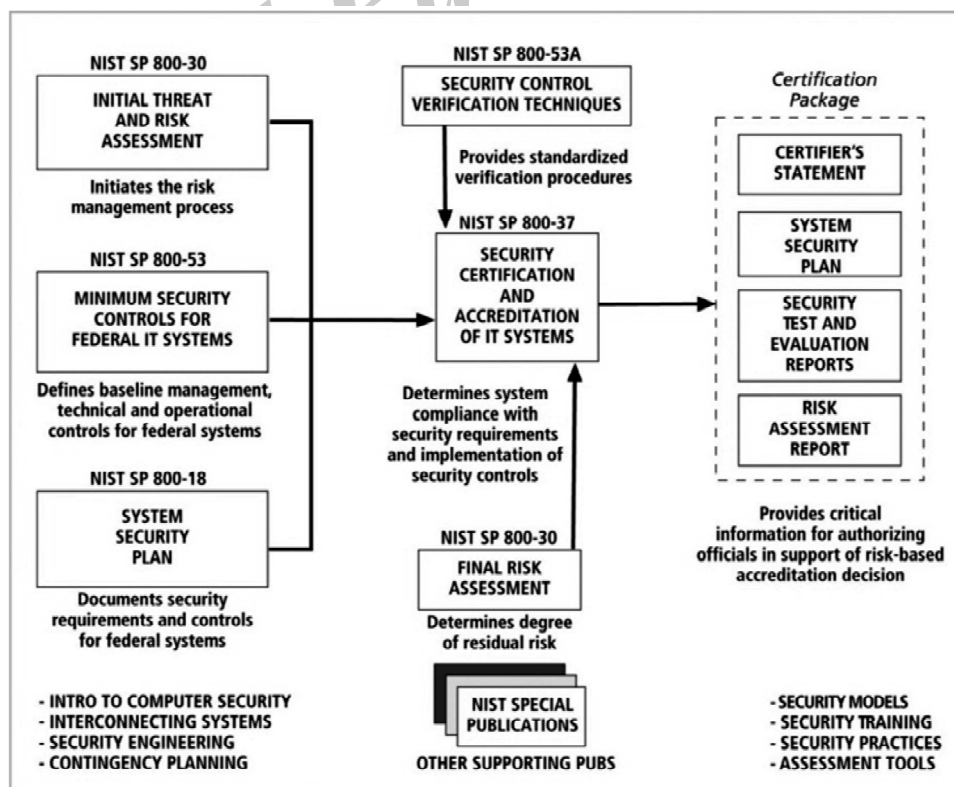 NIST SP 800-30
INITIAL THREAT
AND RISK
ASSESSMENT
Initiates the risk
management process
NIST SP 800-53
MINIMUM SECURITY
CONTROLS FOR
FEDERAL IT SYSTEMS
Defines baseline management,
technical and operational
controls for federal systems
NIST SP 800-18
SYSTEM
SECURITY
PLAN
Documents security
requirements and controls
for federal systems
NIST SP 800-53A
SECURITY CONTROL
VERIFICATION TECHNIQUES
Provides standardized
verification procedures
NIST SP 800-37
SECURITY
CERTIFICATION
AND
ACCREDITATION
OF IT SYSTEMS
Determines system
compliance with
security requirements
and implementation of
security controls
NIST SP 800-30
FINAL RISK
ASSESSMENT
Determines degree
of residual risk
NIST SPECIAL
PUBLICATIONS
OTHER SUPPORTING PUBS
Certification
Package
CERTIFIER'S
STATEMENT
SYSTEM
SECURITY
PLAN
SECURITY
TEST AND
EVALUATION
REPORTS
RISK
ASSESSMENT
REPORT
Provides critical
information for authorizing
officials in support of risk-based
accreditation decision
- INTRO TO COMPUTER SECURITY
- INTERCONNECTING SYSTEMS
- SECURITY ENGINEERING
- CONTINGENCY PLANNING
- SECURITY MODELS
- SECURITY TRAINING
- SECURITY PRACTICES
- ASSESSMENT TOOLS